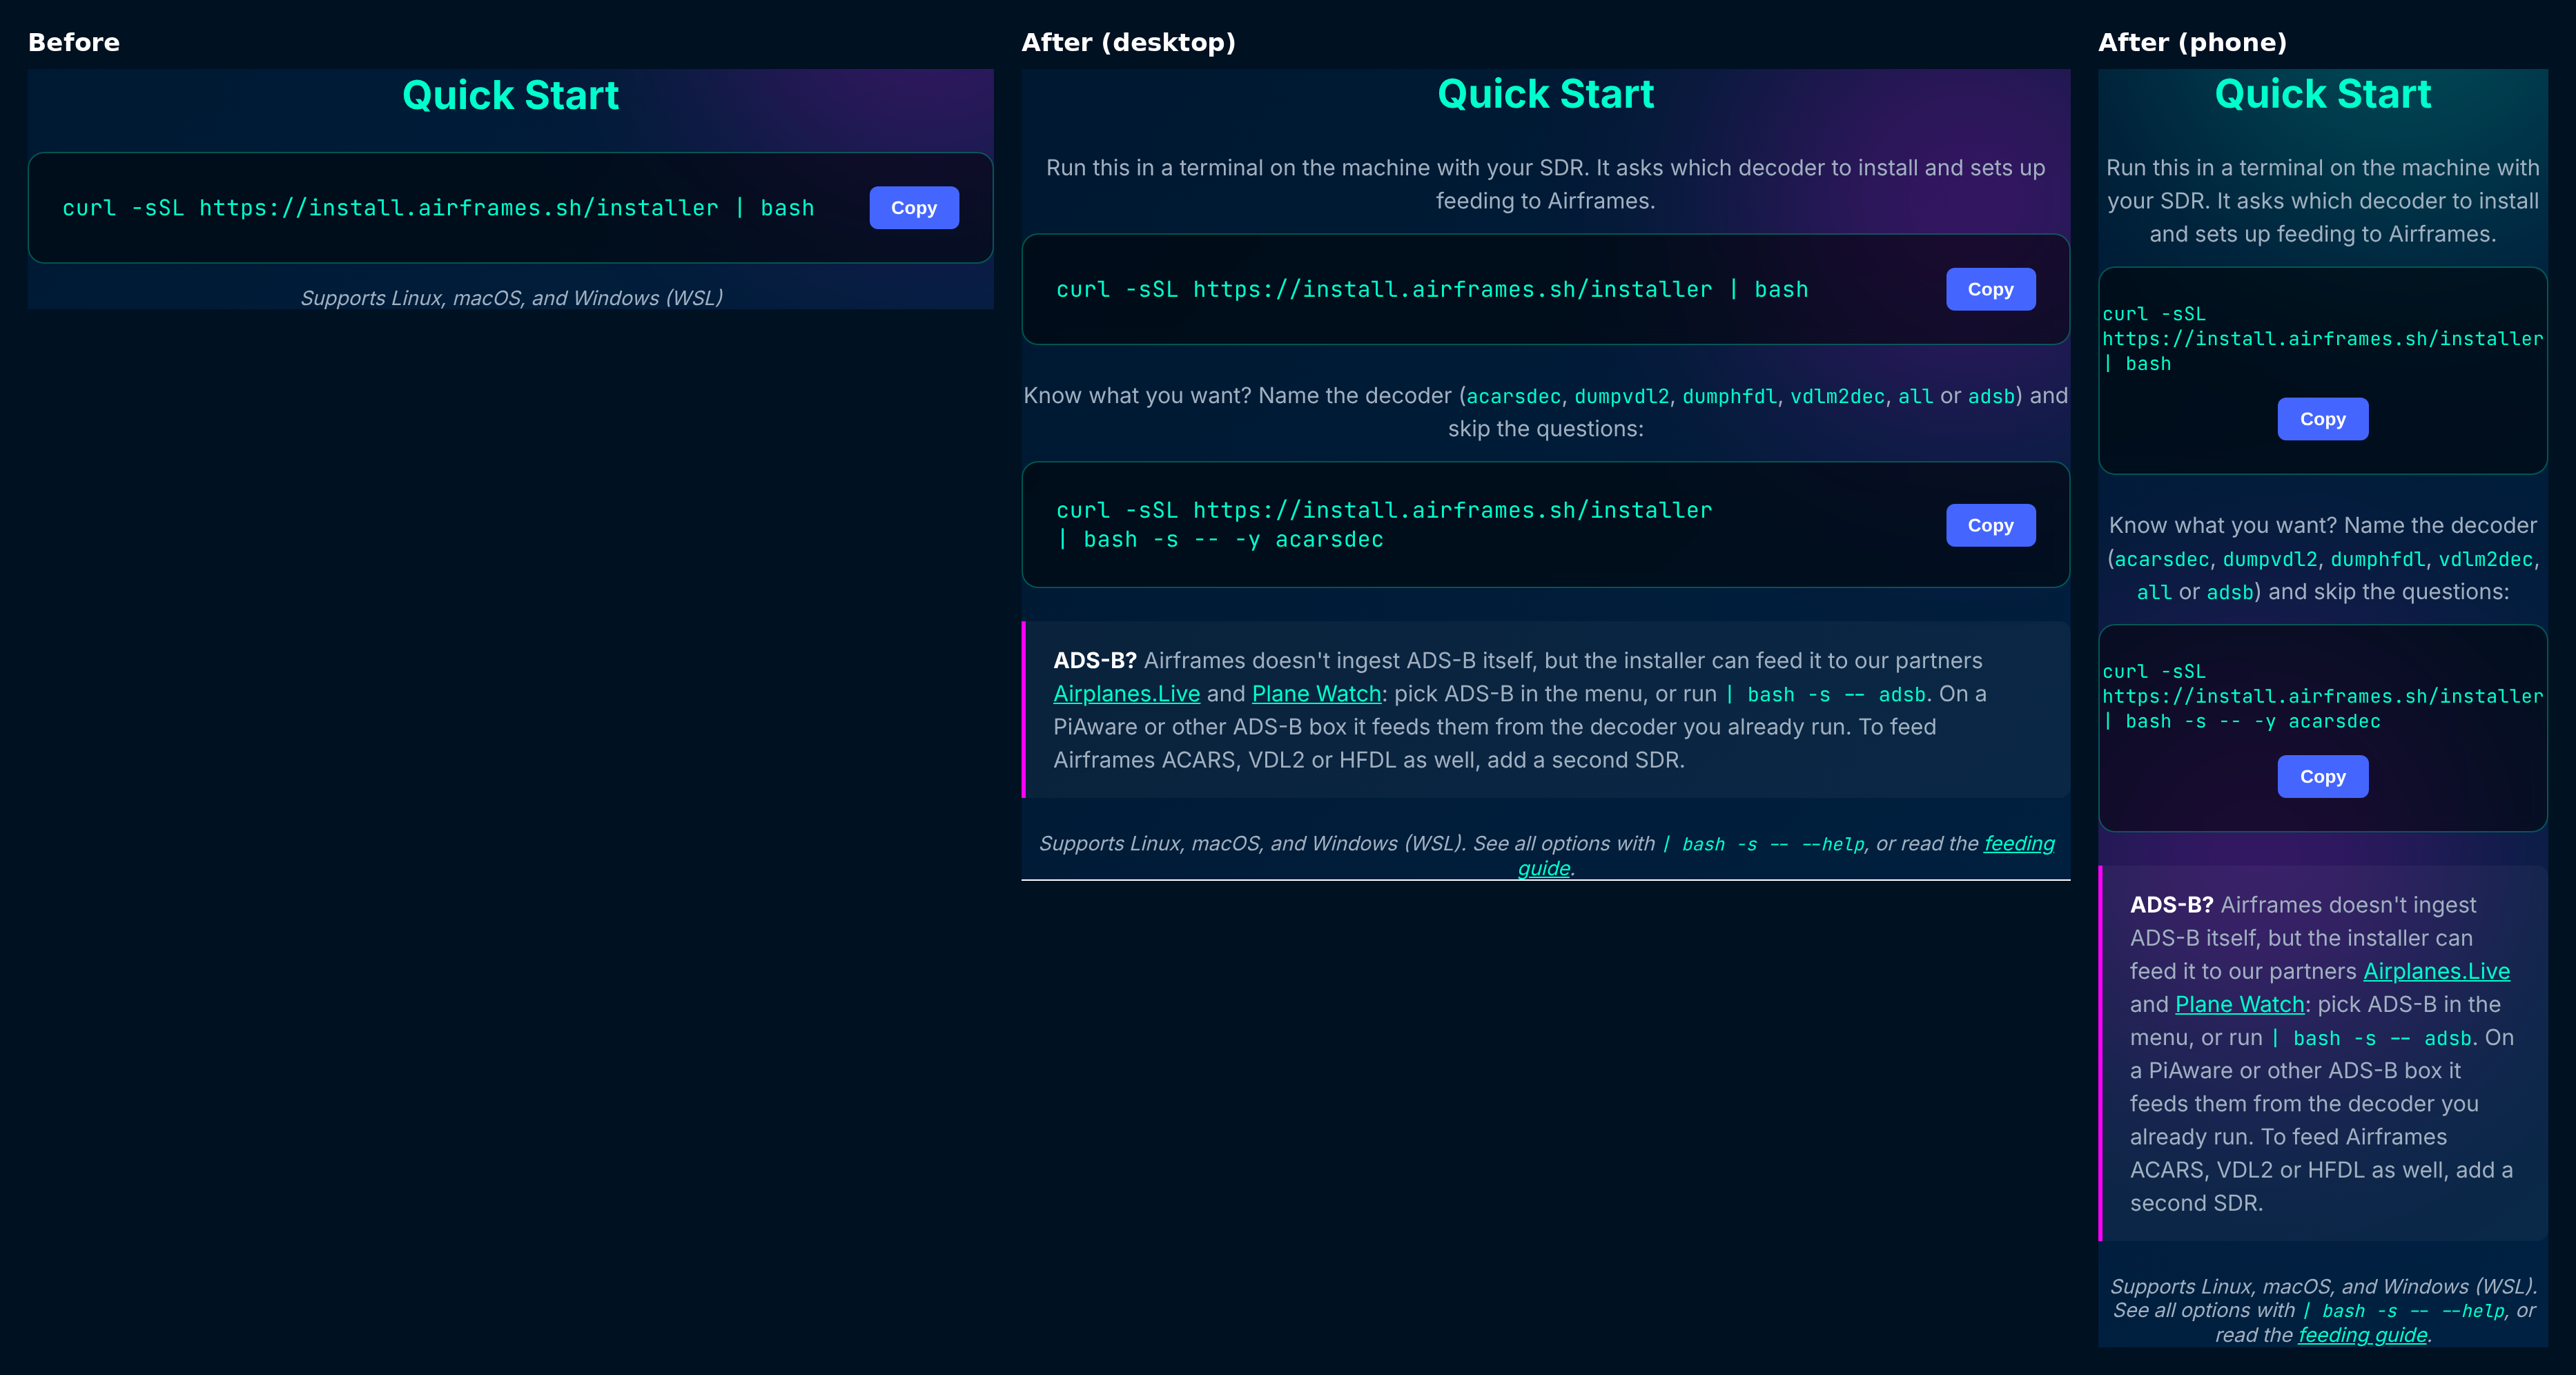 Before
Quick Start
curl -sSL https://install.airframes.sh/installer | bash
Copy
Supports Linux, macOS, and Windows (WSL)
After (desktop)
Quick Start
Run this in a terminal on the machine with your SDR. It asks which decoder to install and sets up
feeding to Airframes.
curl -sSL https://install.airframes.sh/installer | bash
Copy
Know what you want? Name the decoder (acarsdec, dumpvdl2, dumphfdl, vdlm2dec, all or adsb) and
skip the questions:
curl -sSL https://install.airframes.sh/installer
| bash -s -- -y acarsdec
Copy
ADS-B? Airframes doesn't ingest ADS-B itself, but the installer can feed it to our partners
Airplanes.Live and Plane Watch: pick ADS-B in the menu, or run | bash -s -- adsb. On a
PiAware or other ADS-B box it feeds them from the decoder you already run. To feed
Airframes ACARS, VDL2 or HFDL as well, add a second SDR.
Supports Linux, macOS, and Windows (WSL). See all options with | bash -s -- --help, or read the feeding
guide.
After (phone)
Quick Start
Run this in a terminal on the machine with
your SDR. It asks which decoder to install
and sets up feeding to Airframes.
curl -sSL
https://install.airframes.sh/installer
| bash
Copy
Know what you want? Name the decoder
(acarsdec, dumpvdl2, dumphfdl, vdlm2dec,
all or adsb) and skip the questions:
curl -sSL
https://install.airframes.sh/installer
| bash -s -- -y acarsdec
Copy
ADS-B? Airframes doesn't ingest
ADS-B itself, but the installer can
feed it to our partners Airplanes.Live
and Plane Watch: pick ADS-B in the
menu, or run | bash -s -- adsb. On
a PiAware or other ADS-B box it
feeds them from the decoder you
already run. To feed Airframes
ACARS, VDL2 or HFDL as well, add a
second SDR.
Supports Linux, macOS, and Windows (WSL).
See all options with | bash -s -- --help, or
read the feeding guide.